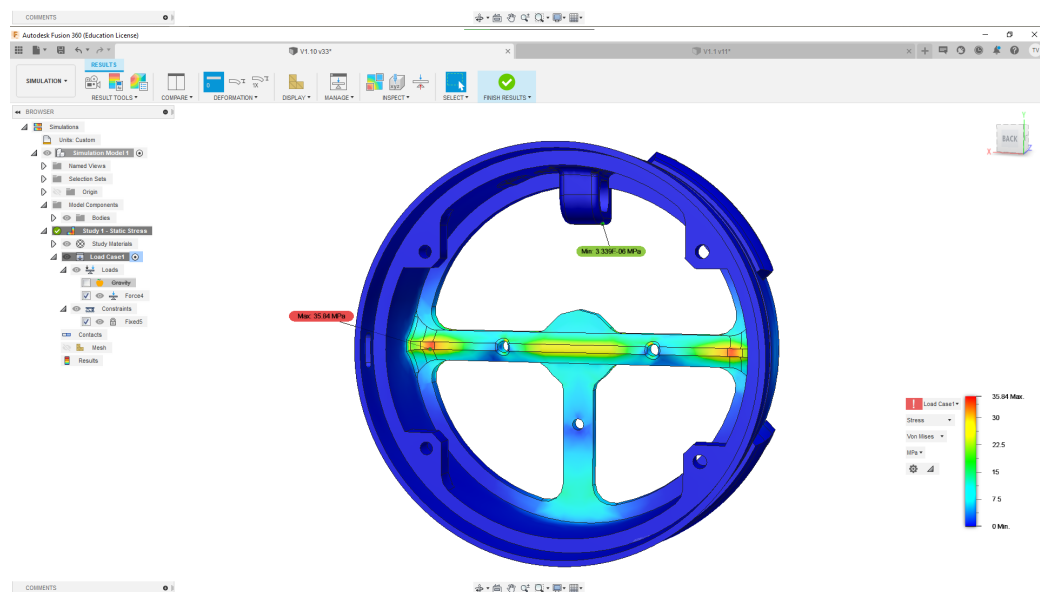 COMMENTS
Autodesk Fusion 360 (Education License)
V1.10 v33*
V1.1 v11*
TV
RESULTS
SIMULATION
RESULT TOOLS
COMPARE
DEFORMATION
DISPLAY
MANAGE
INSPECT
SELECT
FINISH RESULTS
BROWSER
Simulations
Units: Custom
Simulation Model 1
Named Views
Selection Sets
Origin
Model Components
Bodies
Study 1 - Static Stress
Study Materials
Load Case1
Loads
Gravity
Force4
Constraints
Fixed5
Contacts
Mesh
Results
BACK
X
Y
Z
Min: 3.339E-06 MPa
Max: 35.84 MPa
Load Case1
Stress
Von Mises
MPa
35.84 Max.
30
22.5
15
7.5
0 Min.
COMMENTS